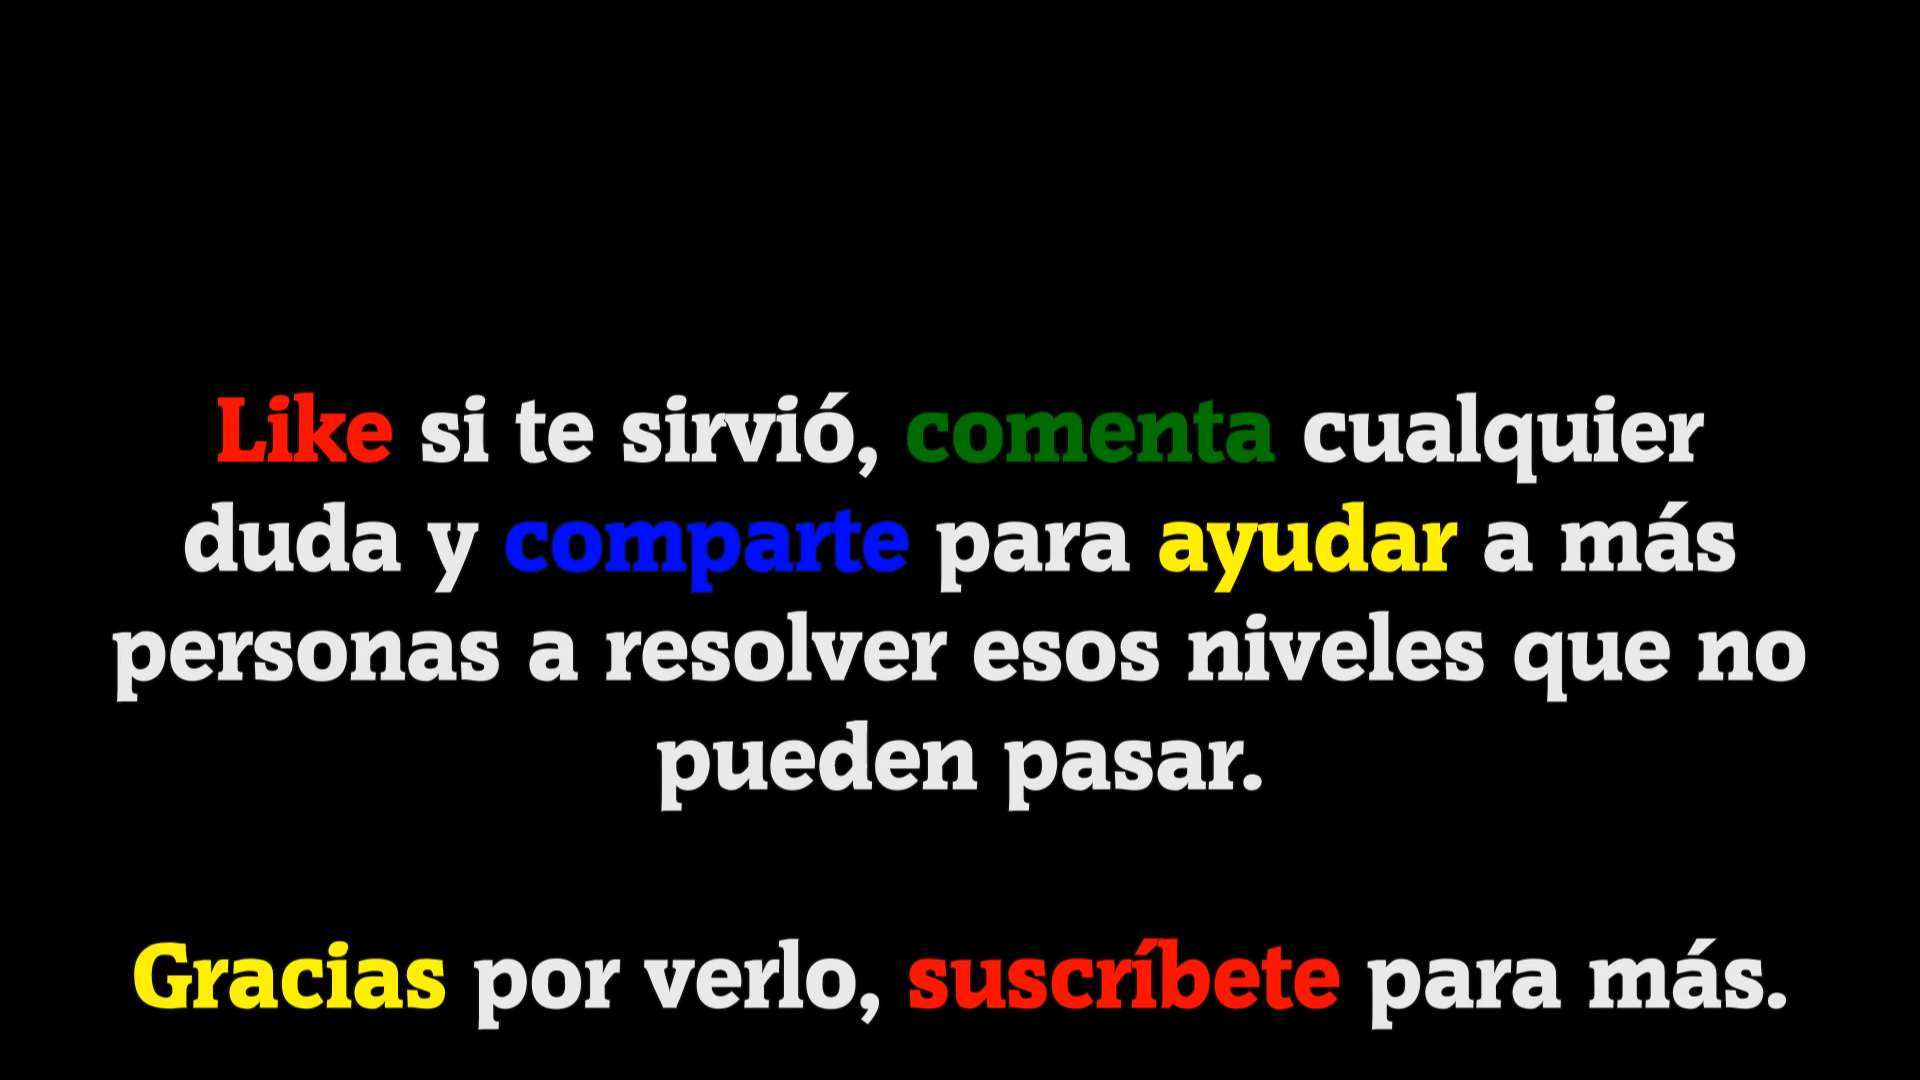 Like si te sirvió, comenta cualquier
duda y comparte para ayudar a más
personas a resolver esos niveles que no
pueden pasar.
Gracias por verlo, suscríbete para más.